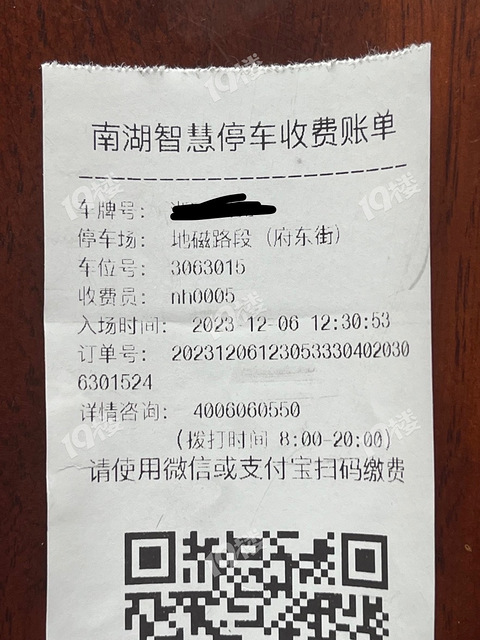 南湖智慧停车收费账单
车牌号：
停车场： 地磁路段（府东街）
车位号： 3063015
收费员： nh0005
入场时间： 2023-12-06 12:30:53
订单号： 20231206123053330402030
6301524
详情咨询： 4006060550
（拨打时间 8:00-20:00）
请使用微信或支付宝扫码缴费
19楼